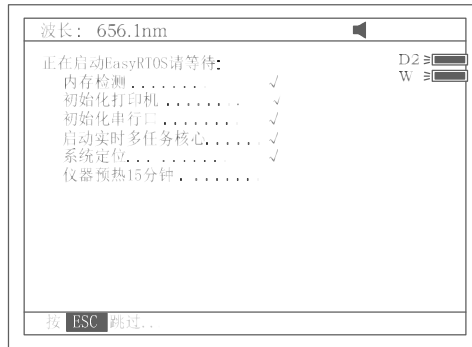 波长： 656.1nm
正在启动EasyRTOS请等待:
内存检测........ √
初始化打印机........ √
初始化串行口........ √
启动实时多任务核心...... √
系统定位.......... √
仪器预热15分钟.......
D2
W
按 ESC 跳过..